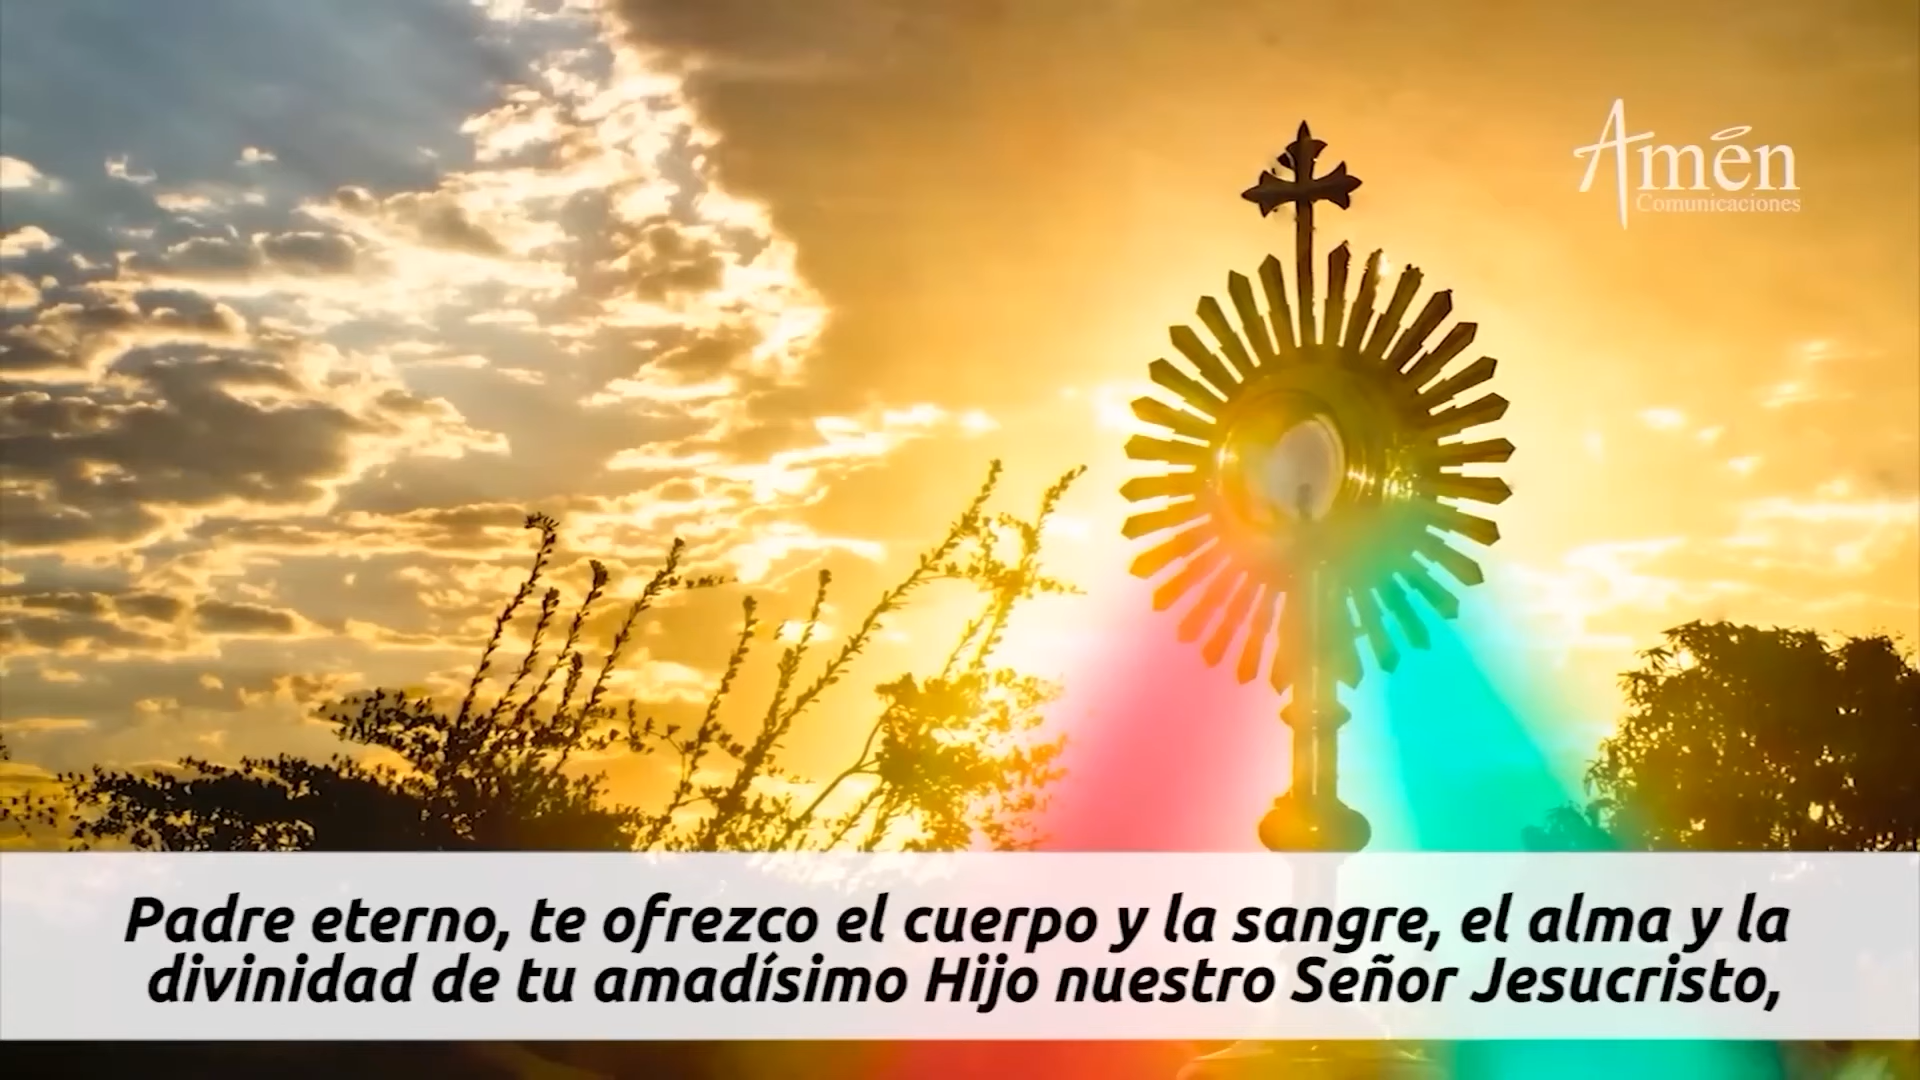 Amén
Comunicaciones
Padre eterno, te ofrezco el cuerpo y la sangre, el alma y la
divinidad de tu amadísimo Hijo nuestro Señor Jesucristo,